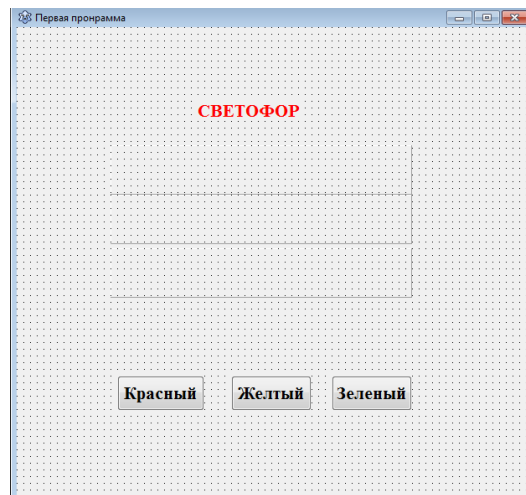 Первая пронрамма
СВЕТОФОР
Красный Желтый Зеленый